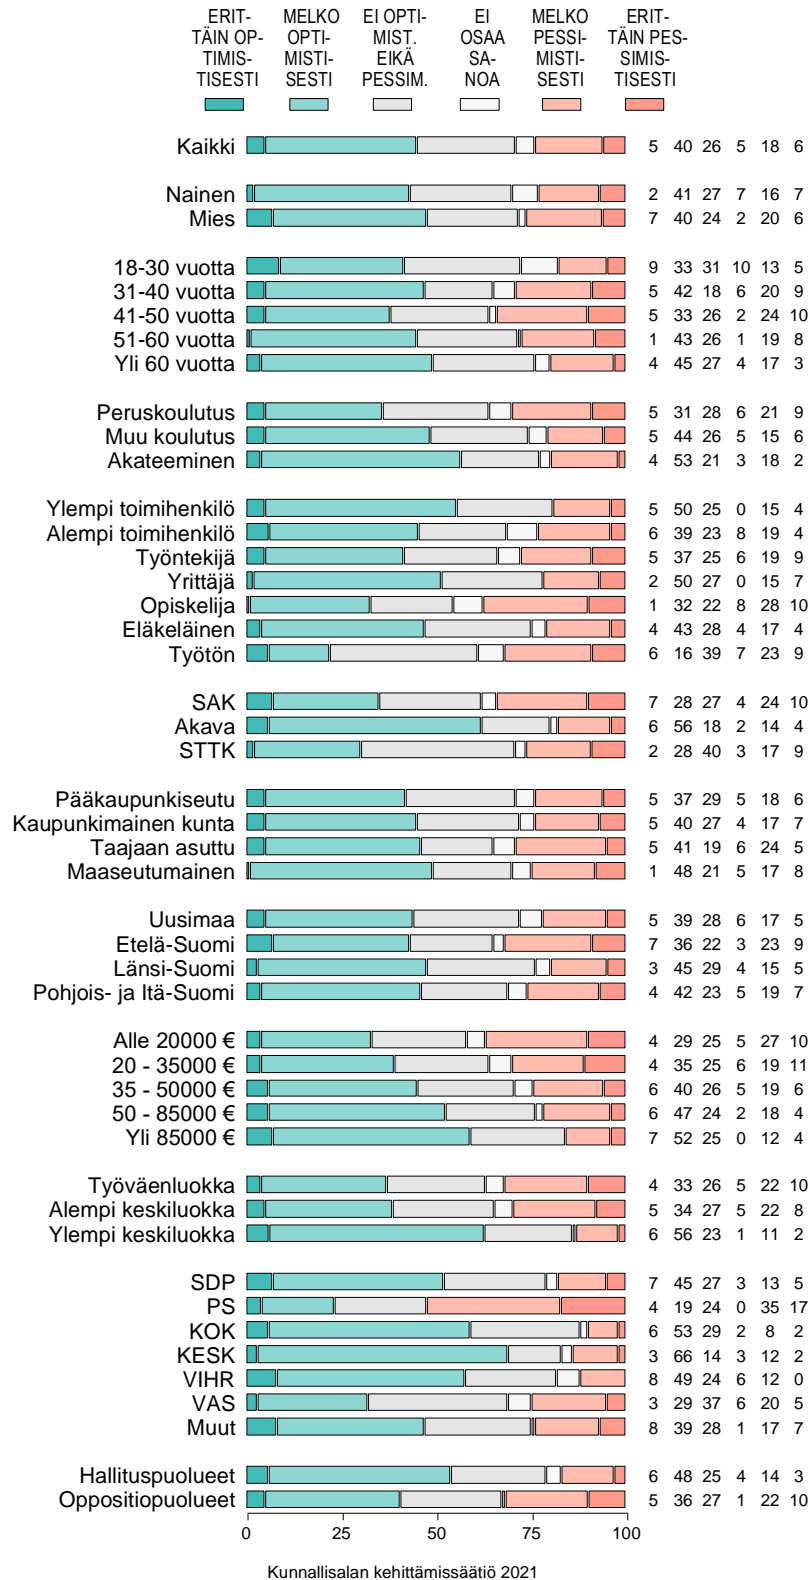 ERIT- MELKO EI OPTI- EI MELKO ERIT-
TÄIN OP- OPTI- MIST. OSAA PESSI- TÄIN PES-
TIMIS- MISTI- EIKÄ SA- MISTI- SIMIS-
TISESTI SESTI PESSIM. NOA SESTI TISESTI
Kaikki 5 40 26 5 18 6
Nainen 2 41 27 7 16 7
Mies 7 40 24 2 20 6
18-30 vuotta 9 33 31 10 13 5
31-40 vuotta 5 42 18 6 20 9
41-50 vuotta 5 33 26 2 24 10
51-60 vuotta 1 43 26 1 19 8
Yli 60 vuotta 4 45 27 4 17 3
Peruskoulutus 5 31 28 6 21 9
Muu koulutus 5 44 26 5 15 6
Akateeminen 4 53 21 3 18 2
Ylempi toimihenkilö 5 50 25 0 15 4
Alempi toimihenkilö 6 39 23 8 19 4
Työntekijä 5 37 25 6 19 9
Yrittäjä 2 50 27 0 15 7
Opiskelija 1 32 22 8 28 10
Eläkeläinen 4 43 28 4 17 4
Työtön 6 16 39 7 23 9
SAK 7 28 27 4 24 10
Akava 6 56 18 2 14 4
STTK 2 28 40 3 17 9
Pääkaupunkiseutu 5 37 29 5 18 6
Kaupunkimainen kunta 5 40 27 4 17 7
Taajaan asuttu 5 41 19 6 24 5
Maaseutumainen 1 48 21 5 17 8
Uusimaa 5 39 28 6 17 5
Etelä-Suomi 7 36 22 3 23 9
Länsi-Suomi 3 45 29 4 15 5
Pohjois- ja Itä-Suomi 4 42 23 5 19 7
Alle 20000 € 4 29 25 5 27 10
20 - 35000 € 4 35 25 6 19 11
35 - 50000 € 6 40 26 5 19 6
50 - 85000 € 6 47 24 2 18 4
Yli 85000 € 7 52 25 0 12 4
Työväenluokka 4 33 26 5 22 10
Alempi keskiluokka 5 34 27 5 22 8
Ylempi keskiluokka 6 56 23 1 11 2
SDP 7 45 27 3 13 5
PS 4 19 24 0 35 17
KOK 6 53 29 2 8 2
KESK 3 66 14 3 12 2
VIHR 8 49 24 6 12 0
VAS 3 29 37 6 20 5
Muut 8 39 28 1 17 7
Hallituspuolueet 6 48 25 4 14 3
Oppositiopuolueet 5 36 27 1 22 10
0 25 50 75 100
Kunnallisalan kehittämissäätiö 2021